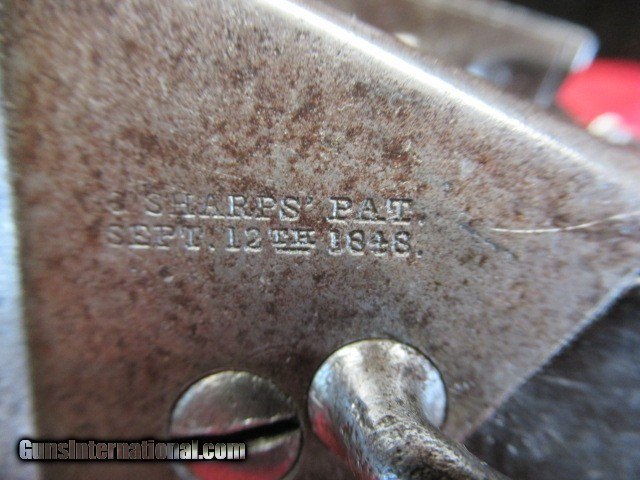 C SHARPS' PAT.
SEPT. 12TH 1848.
GunsInternational.com